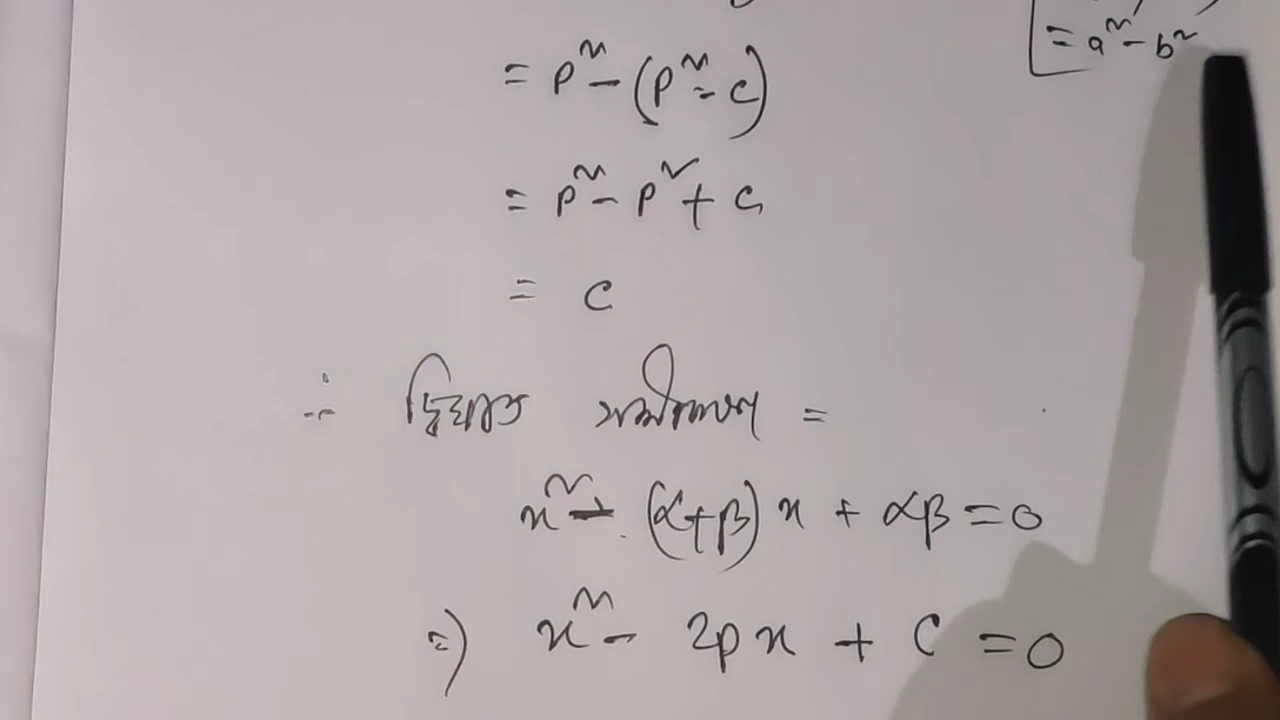 = a² - b²
= p² - (p² - c)
= p² - p² + c
= c
∴ নির্ণেয় সমীকরণ =
x² - (α+β) x + αβ = 0
⇒) x² - 2px + c = 0